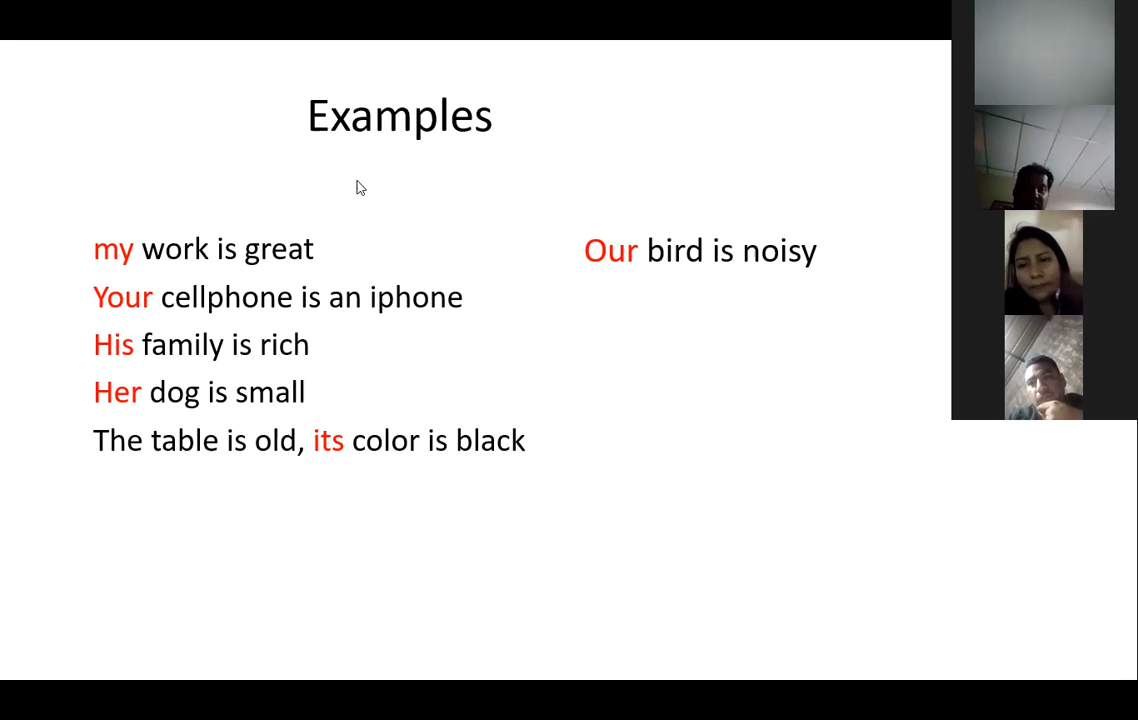 Examples
my work is great
Your cellphone is an iphone
His family is rich
Her dog is small
The table is old, its color is black
Our bird is noisy